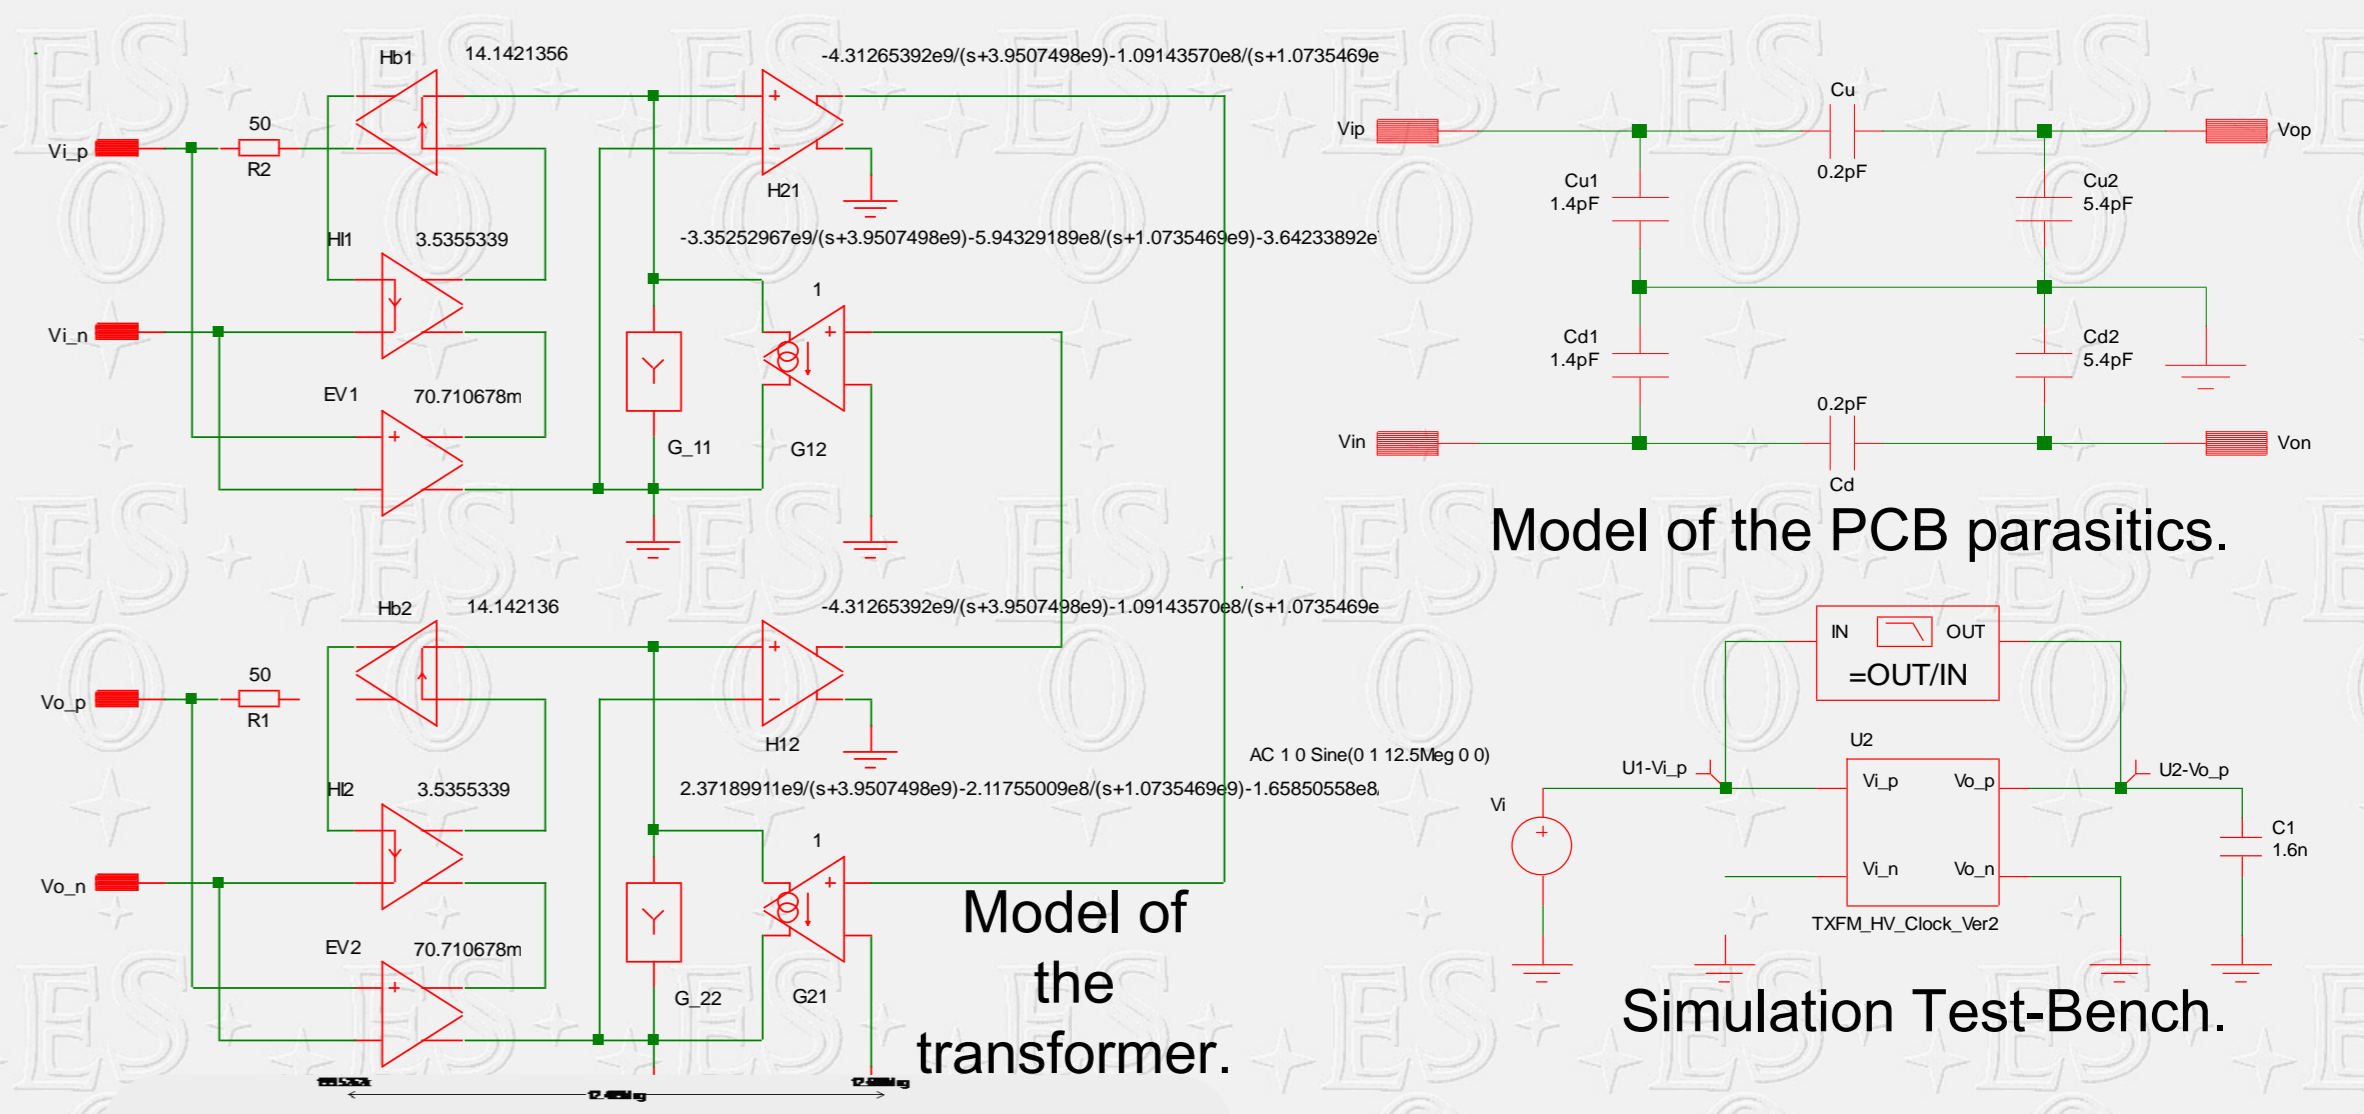 Hb1
14.1421356
-4.31265392e9/(s+3.9507498e9)-1.09143570e8/(s+1.0735469e
50
R2
Vi_p
H21
HI1
3.5355339
-3.35252967e9/(s+3.9507498e9)-5.94329189e8/(s+1.0735469e9)-3.64233892e
1
Vi_n
EV1
70.710678m
G_11
G12
Hb2
14.142136
-4.31265392e9/(s+3.9507498e9)-1.09143570e8/(s+1.0735469e
50
R1
Vo_p
H12
HI2
3.5355339
2.37189911e9/(s+3.9507498e9)-2.11755009e8/(s+1.0735469e9)-1.65850558e8
1
Vo_n
EV2
70.710678m
G_22
G21
Model of
the
transformer.
Cu
0.2pF
Vip
Vop
Cu1
1.4pF
Cu2
5.4pF
Cd1
1.4pF
Cd2
5.4pF
0.2pF
Cd
Vin
Von
Model of the PCB parasitics.
IN
OUT
=OUT/IN
AC 1 0 Sine(0 1 12.5Meg 0 0)
U2
U1-Vi_p
U2-Vo_p
Vi
Vi_p
Vo_p
Vi_n
Vo_n
C1
1.6n
TXFM_HV_Clock_Ver2
Simulation Test-Bench.
ES